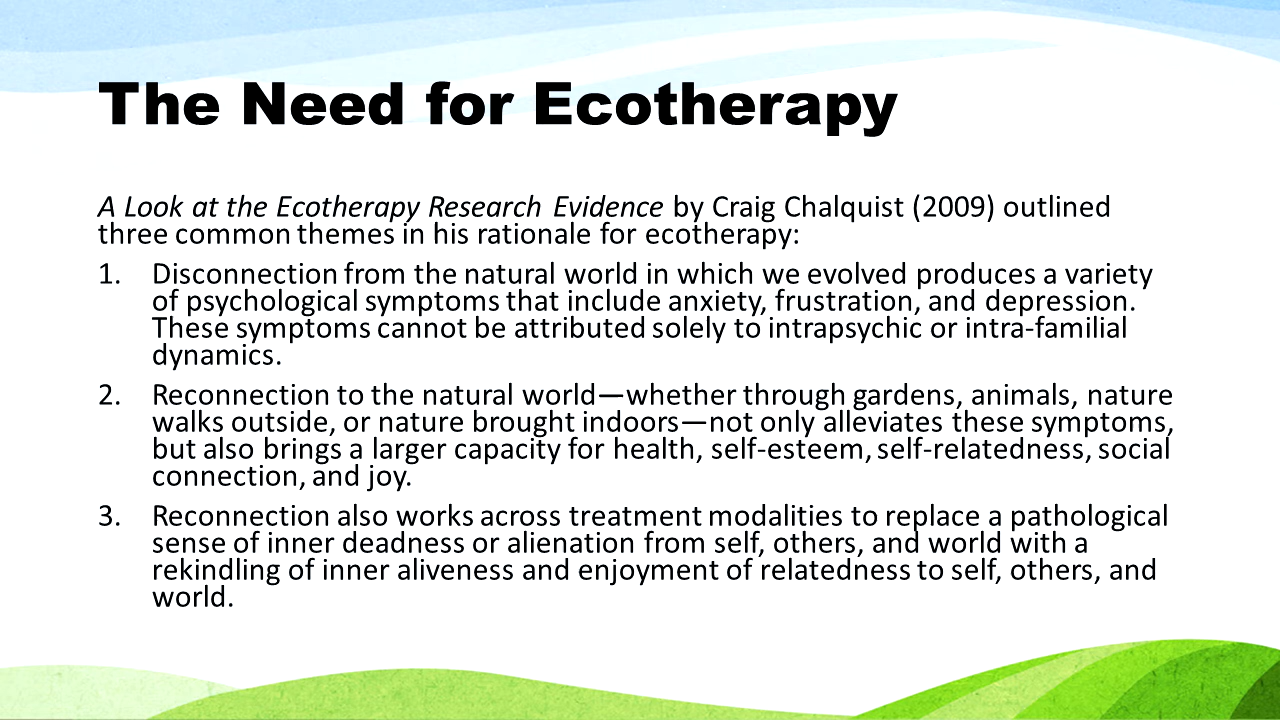 The Need for Ecotherapy
A Look at the Ecotherapy Research Evidence by Craig Chalquist (2009) outlined
three common themes in his rationale for ecotherapy:
1. Disconnection from the natural world in which we evolved produces a variety
of psychological symptoms that include anxiety, frustration, and depression.
These symptoms cannot be attributed solely to intrapsychic or intra-familial
dynamics.
2. Reconnection to the natural world—whether through gardens, animals, nature
walks outside, or nature brought indoors—not only alleviates these symptoms,
but also brings a larger capacity for health, self-esteem, self-relatedness, social
connection, and joy.
3. Reconnection also works across treatment modalities to replace a pathological
sense of inner deadness or alienation from self, others, and world with a
rekindling of inner aliveness and enjoyment of relatedness to self, others, and
world.